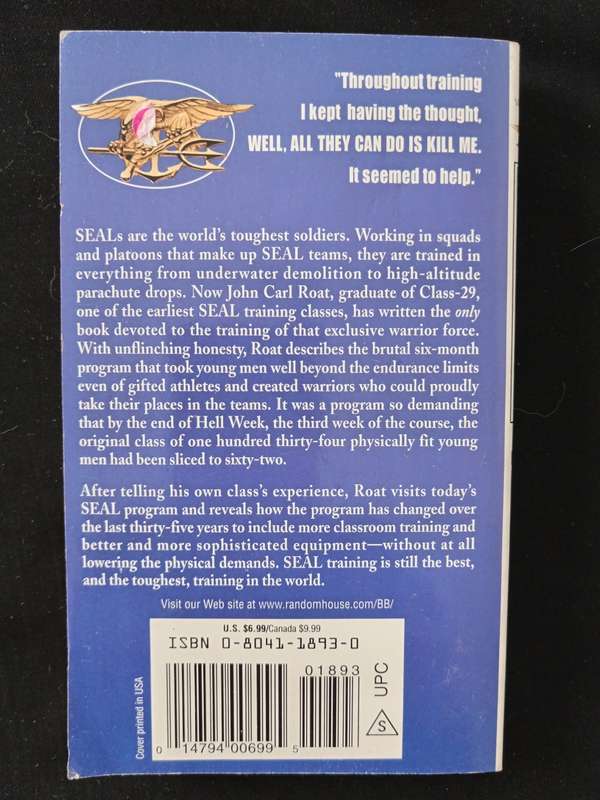 "Throughout training
I kept having the thought,
WELL, ALL THEY CAN DO IS KILL ME.
It seemed to help."
SEALs are the world's toughest soldiers. Working in squads
and platoons that make up SEAL teams, they are trained in
everything from underwater demolition to high-altitude
parachute drops. Now John Carl Roat, graduate of Class-29,
one of the earliest SEAL training classes, has written the only
book devoted to the training of that exclusive warrior force.
With unflinching honesty, Roat describes the brutal six-month
program that took young men well beyond the endurance limits
even of gifted athletes and created warriors who could proudly
take their places in the teams. It was a program so demanding
that by the end of Hell Week, the third week of the course, the
original class of one hundred thirty-four physically fit young
men had been sliced to sixty-two.
After telling his own class's experience, Roat visits today's
SEAL program and reveals how the program has changed over
the last thirty-five years to include more classroom training and
better and more sophisticated equipment—without at all
lowering the physical demands. SEAL training is still the best,
and the toughest, training in the world.
Visit our Web site at www.randomhouse.com/BB/
U.S. $6.99/Canada $9.99
ISBN 0-8041-1893-0
01893
0 14794 00699 5
UPC
S
Cover printed in USA